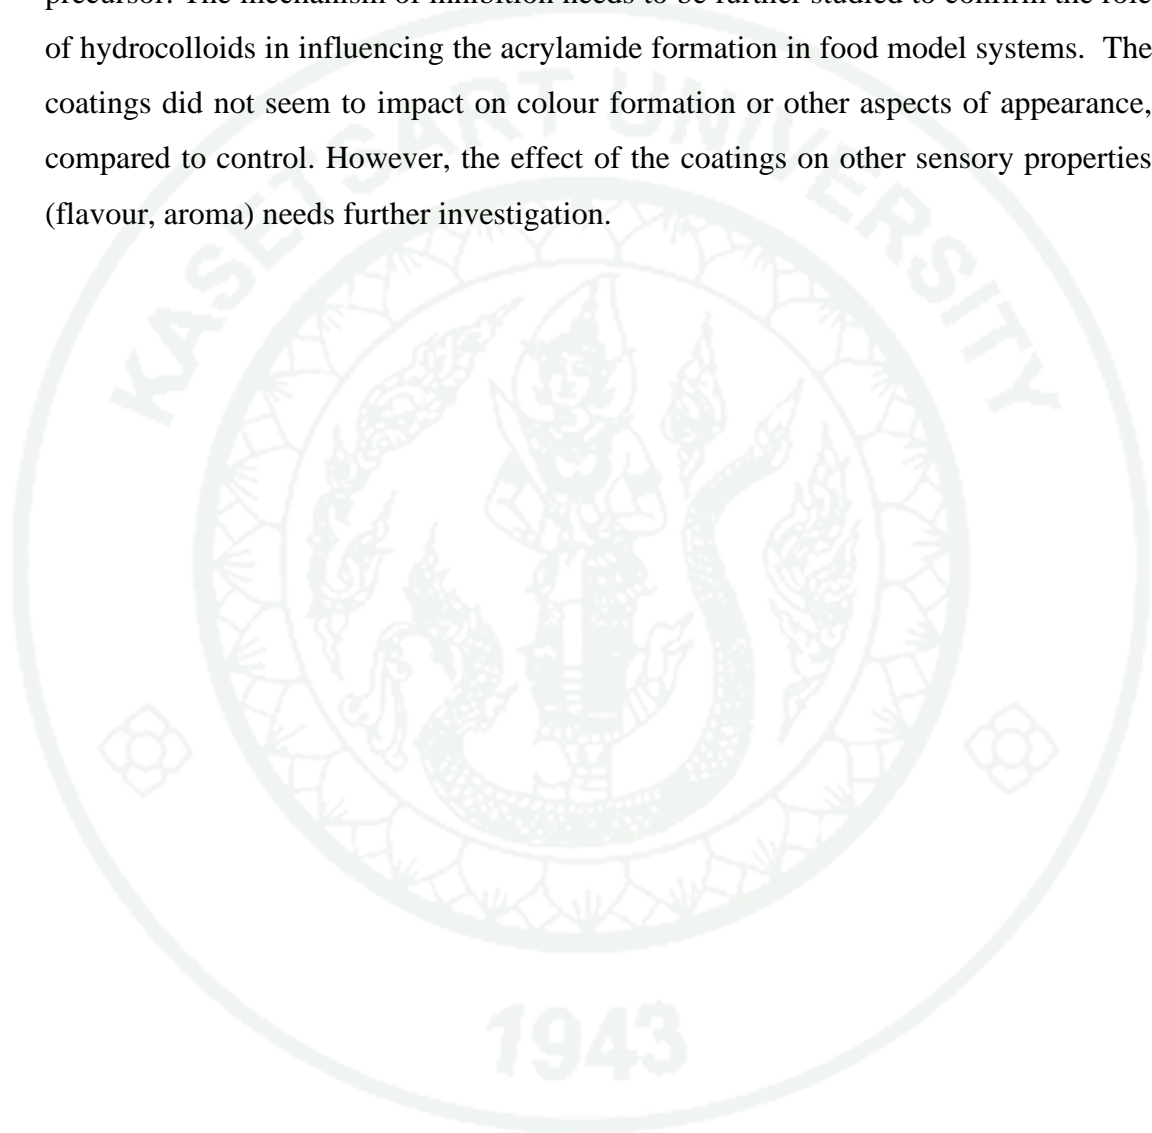 precursor. The mechanism of inhibition needs to be further studied to confirm the role
of hydrocolloids in influencing the acrylamide formation in food model systems. The
coatings did not seem to impact on colour formation or other aspects of appearance,
compared to control. However, the effect of the coatings on other sensory properties
(flavour, aroma) needs further investigation.
KASETSART UNIVERSITY
1943